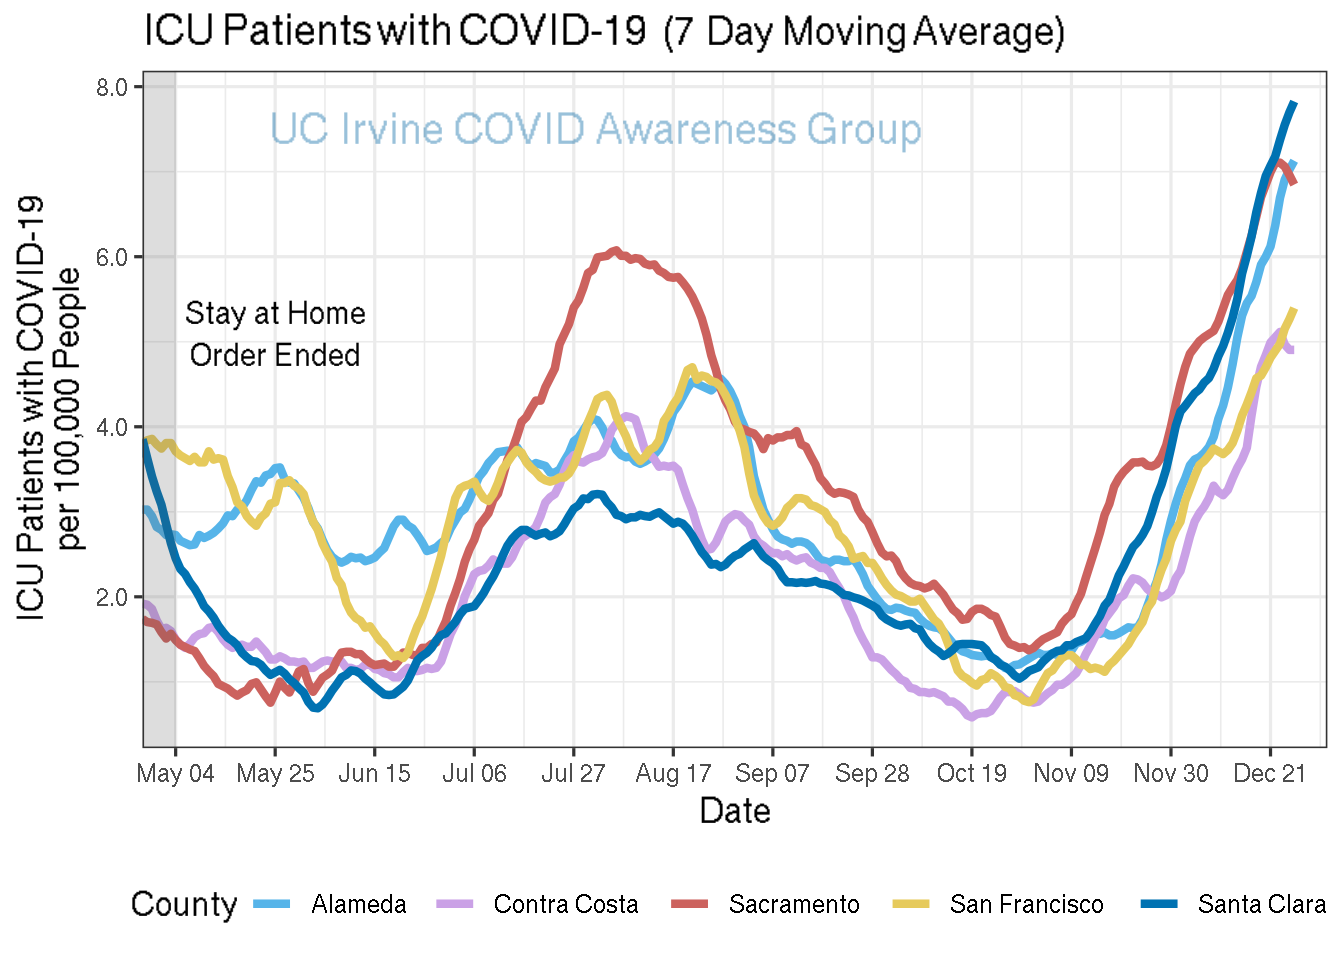 ICU Patients with COVID-19 (7 Day Moving Average)
UC Irvine COVID Awareness Group
Stay at Home
Order Ended
ICU Patients with COVID-19
per 100,000 People
8.0
6.0
4.0
2.0
May 04 May 25 Jun 15 Jul 06 Jul 27 Aug 17 Sep 07 Sep 28 Oct 19 Nov 09 Nov 30 Dec 21
Date
County Alameda Contra Costa Sacramento San Francisco Santa Clara